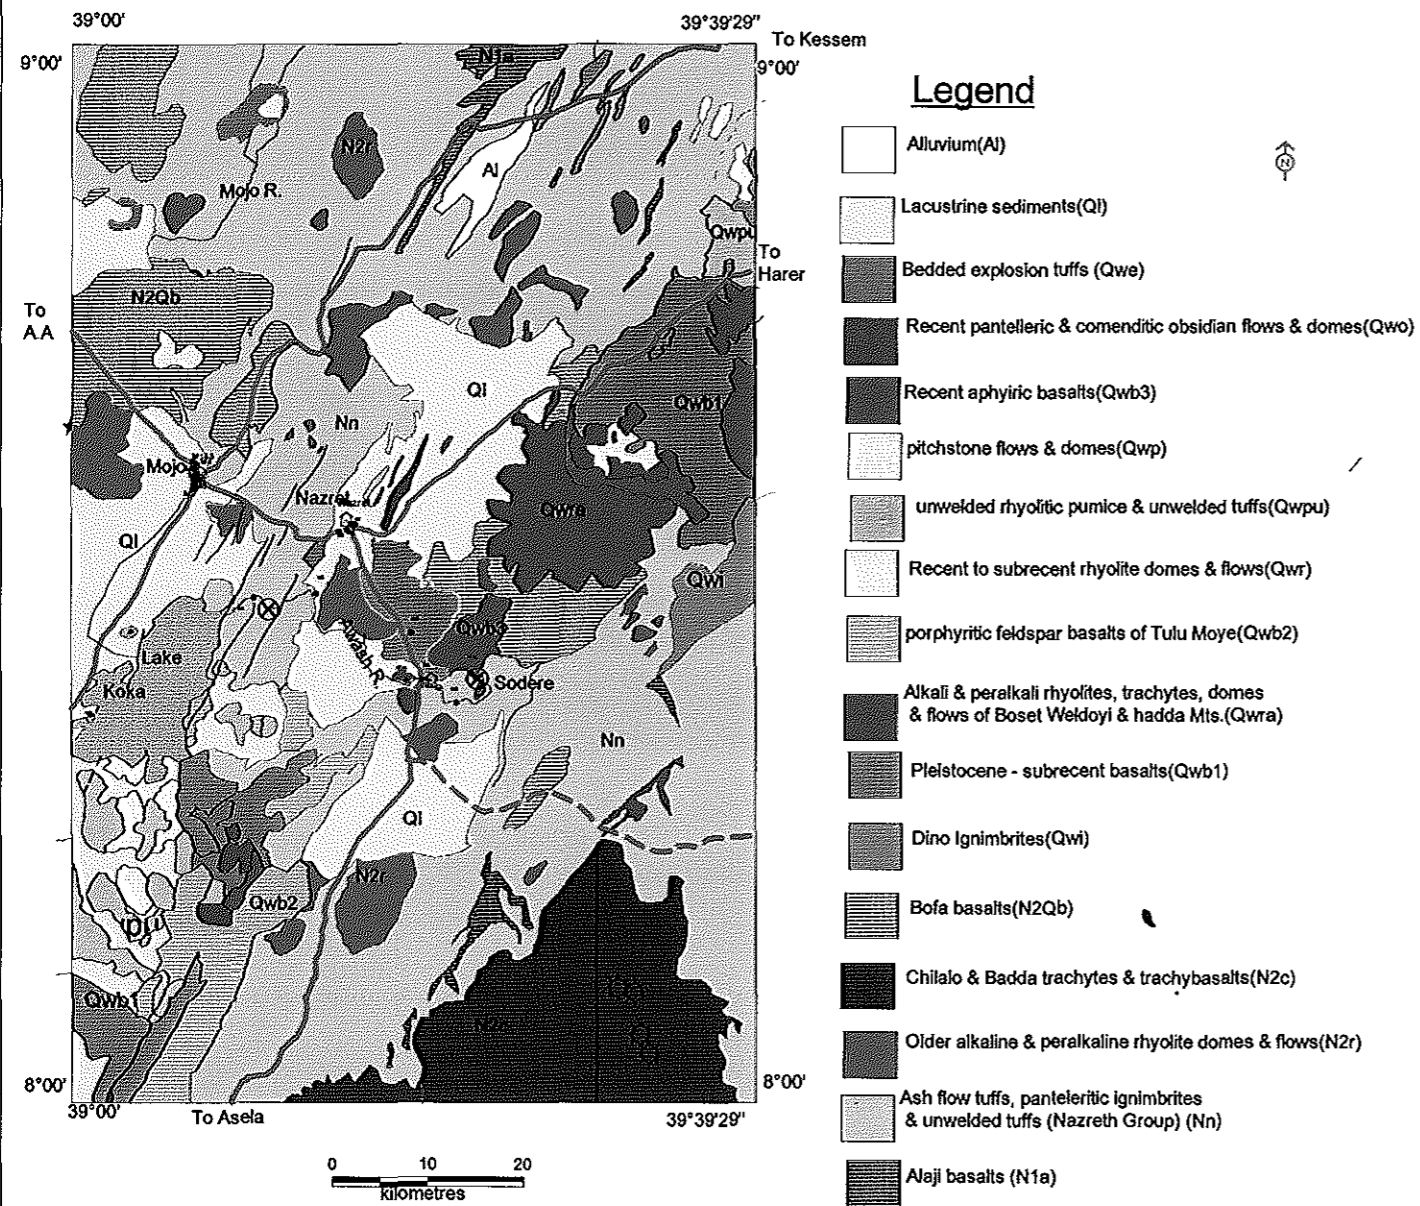 39°00'
39°39'29"
To Kessem
9°00'
9°00'
N1a
N2r
Al
Mojo R.
Qwpu
To
Harer
N2Qb
To
A.A
Ql
Nn
Qwb1
Mojo
Nazret
Qwra
Ql
Qwi
Qwb3
Awash R.
Lake
Koka
Sodere
Nn
Ql
N2r
Qwb2
pu
Qwb1
N2c
8°00'
8°00'
39°00'
To Asela
39°39'29"
0 10 20
kilometres
Legend
N
Alluvium(Al)
Lacustrine sediments(Ql)
Bedded explosion tuffs (Qwe)
Recent pantelleric & comenditic obsidian flows & domes(Qwo)
Recent aphyiric basalts(Qwb3)
pitchstone flows & domes(Qwp)
unwelded rhyolitic pumice & unwelded tuffs(Qwpu)
Recent to subrecent rhyolite domes & flows(Qwr)
porphyritic feldspar basalts of Tulu Moye(Qwb2)
Alkali & peralkali rhyolites, trachytes, domes
& flows of Boset Wekdoyi & hadda Mts.(Qwra)
Pleistocene - subrecent basalts(Qwb1)
Dino Ignimbrites(Qwi)
Bofa basalts(N2Qb)
Chilalo & Badda trachytes & trachybasalts(N2c)
Older alkaline & peralkaline rhyolite domes & flows(N2r)
Ash flow tuffs, panteleritic ignimbrites
& unwelded tuffs (Nazreth Group) (Nn)
Alaji basalts (N1a)